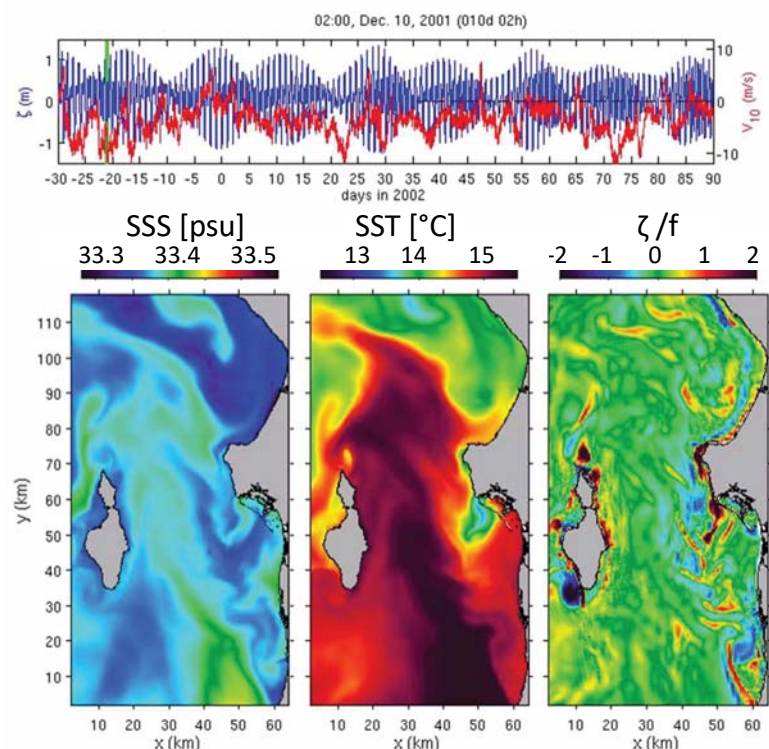 02:00, Dec. 10, 2001 (010d 02h)
ζ (m)
1
0
-1
10
0
-10
V10 (m/s)
-30 -25 -20 -15 -10 -5 0 5 10 15 20 25 30 35 40 45 50 55 60 65 70 75 80 85 90
days in 2002
SSS [psu] SST [°C] ζ/f
33.3 33.4 33.5 13 14 15 -2 -1 0 1 2
y (km)
110
100
90
80
70
60
50
40
30
20
10
10 20 30 40 50 60 10 20 30 40 50 60 10 20 30 40 50 60
x (km) x (km) x (km)